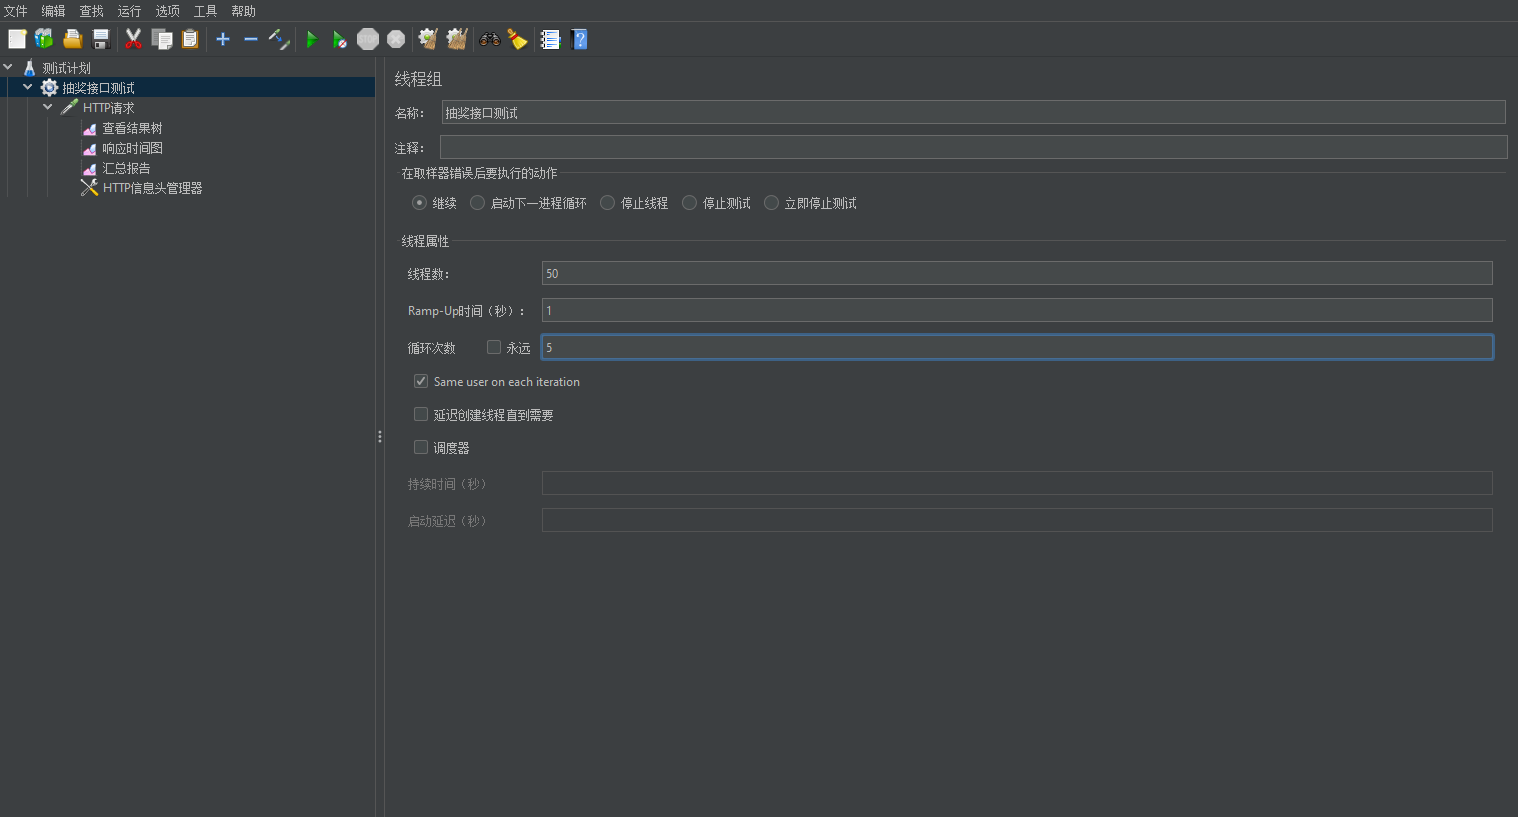 文件 编辑 查找 运行 选项 工具 帮助
测试计划
抽奖接口测试
HTTP请求
查看结果树
响应时间图
汇总报告
HTTP信息头管理器
线程组
名称： 抽奖接口测试
注释：
在取样器错误后要执行的动作
继续 启动下一进程循环 停止线程 停止测试 立即停止测试
线程属性
线程数： 50
Ramp-Up时间（秒）： 1
循环次数 永远 5
Same user on each iteration
延迟创建线程直到需要
调度器
持续时间（秒）
启动延迟（秒）